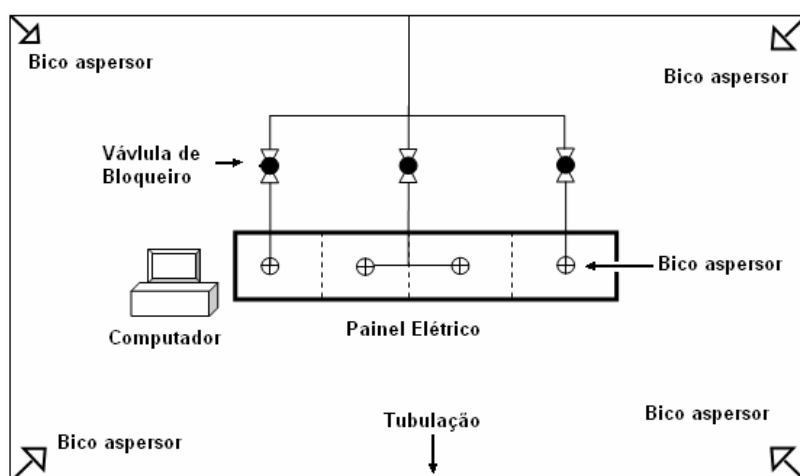 Bico aspersor
Bico aspersor
Vávlula de
Bloqueiro
Bico aspersor
Computador
Painel Elétrico
Bico aspersor
Tubulação
Bico aspersor